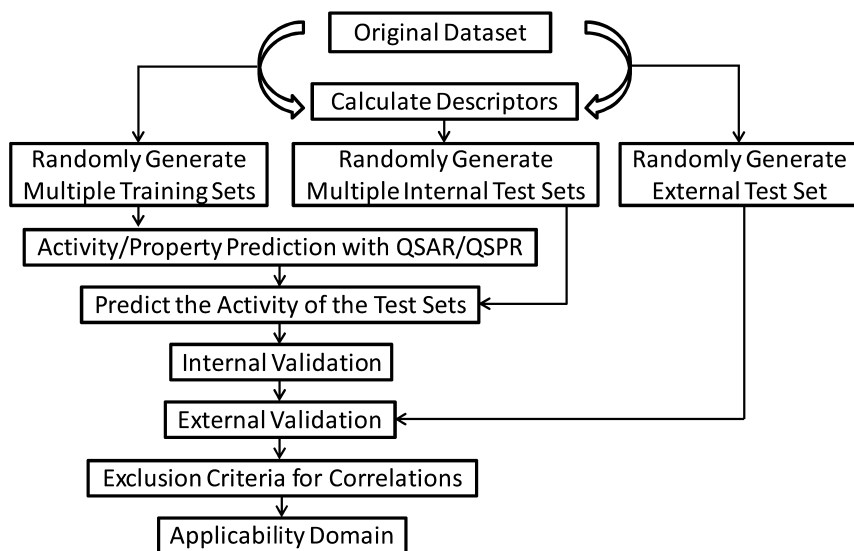 Original Dataset
Calculate Descriptors
Randomly Generate
Multiple Training Sets
Randomly Generate
Multiple Internal Test Sets
Randomly Generate
External Test Set
Activity/Property Prediction with QSAR/QSPR
Predict the Activity of the Test Sets
Internal Validation
External Validation
Exclusion Criteria for Correlations
Applicability Domain